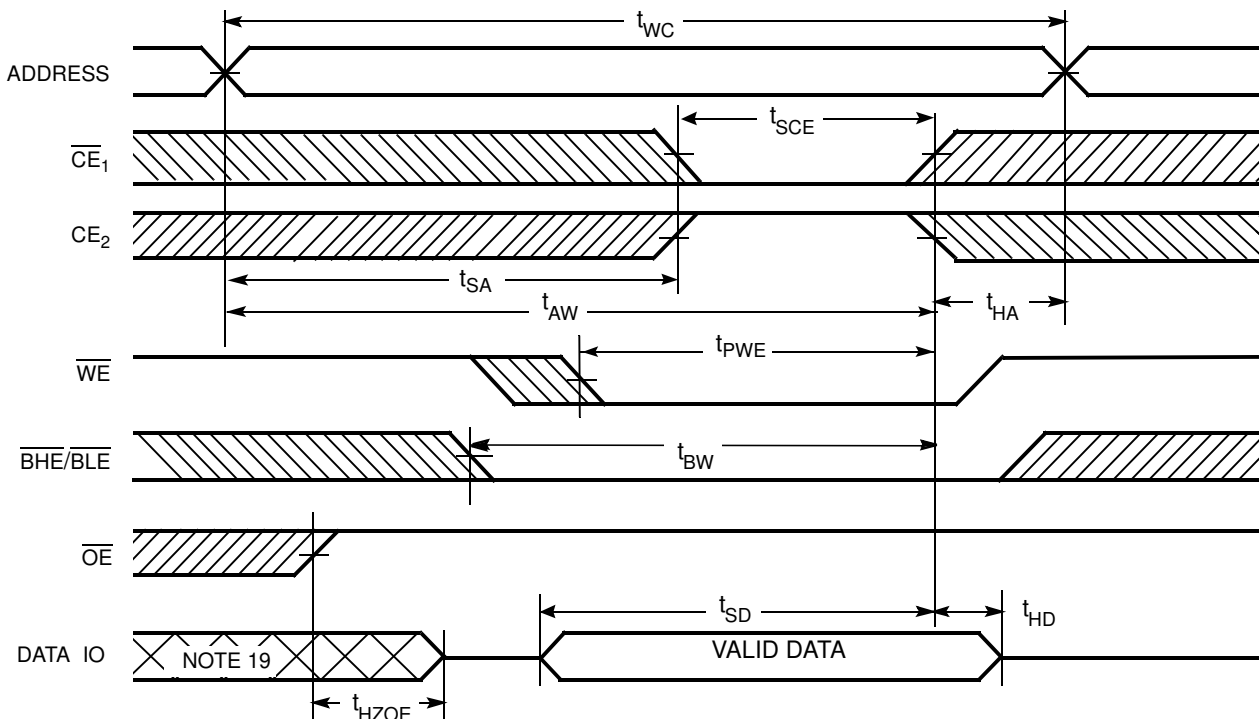 tWC
ADDRESS
tSCE
CE1
CE2
tSA
tAW
tHA
tPWE
WE
BHE/BLE
tBW
OE
tSD
tHD
DATA IO
NOTE 19
VALID DATA
tHZOE